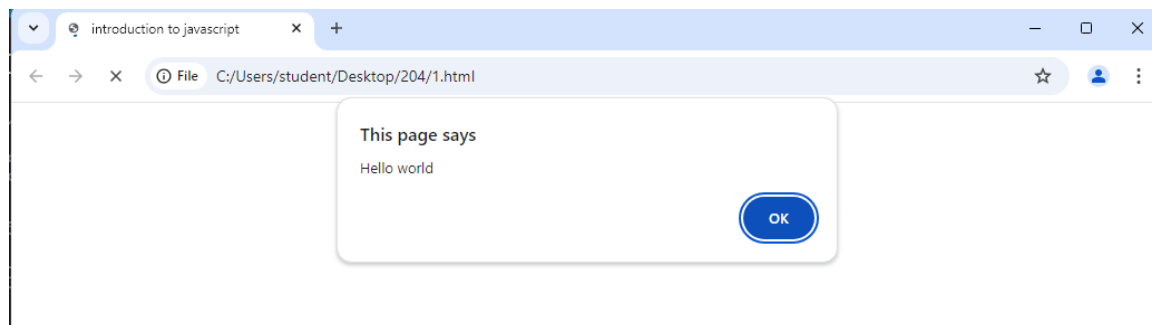 introduction to javascript
File C:/Users/student/Desktop/204/1.html
This page says
Hello world
OK